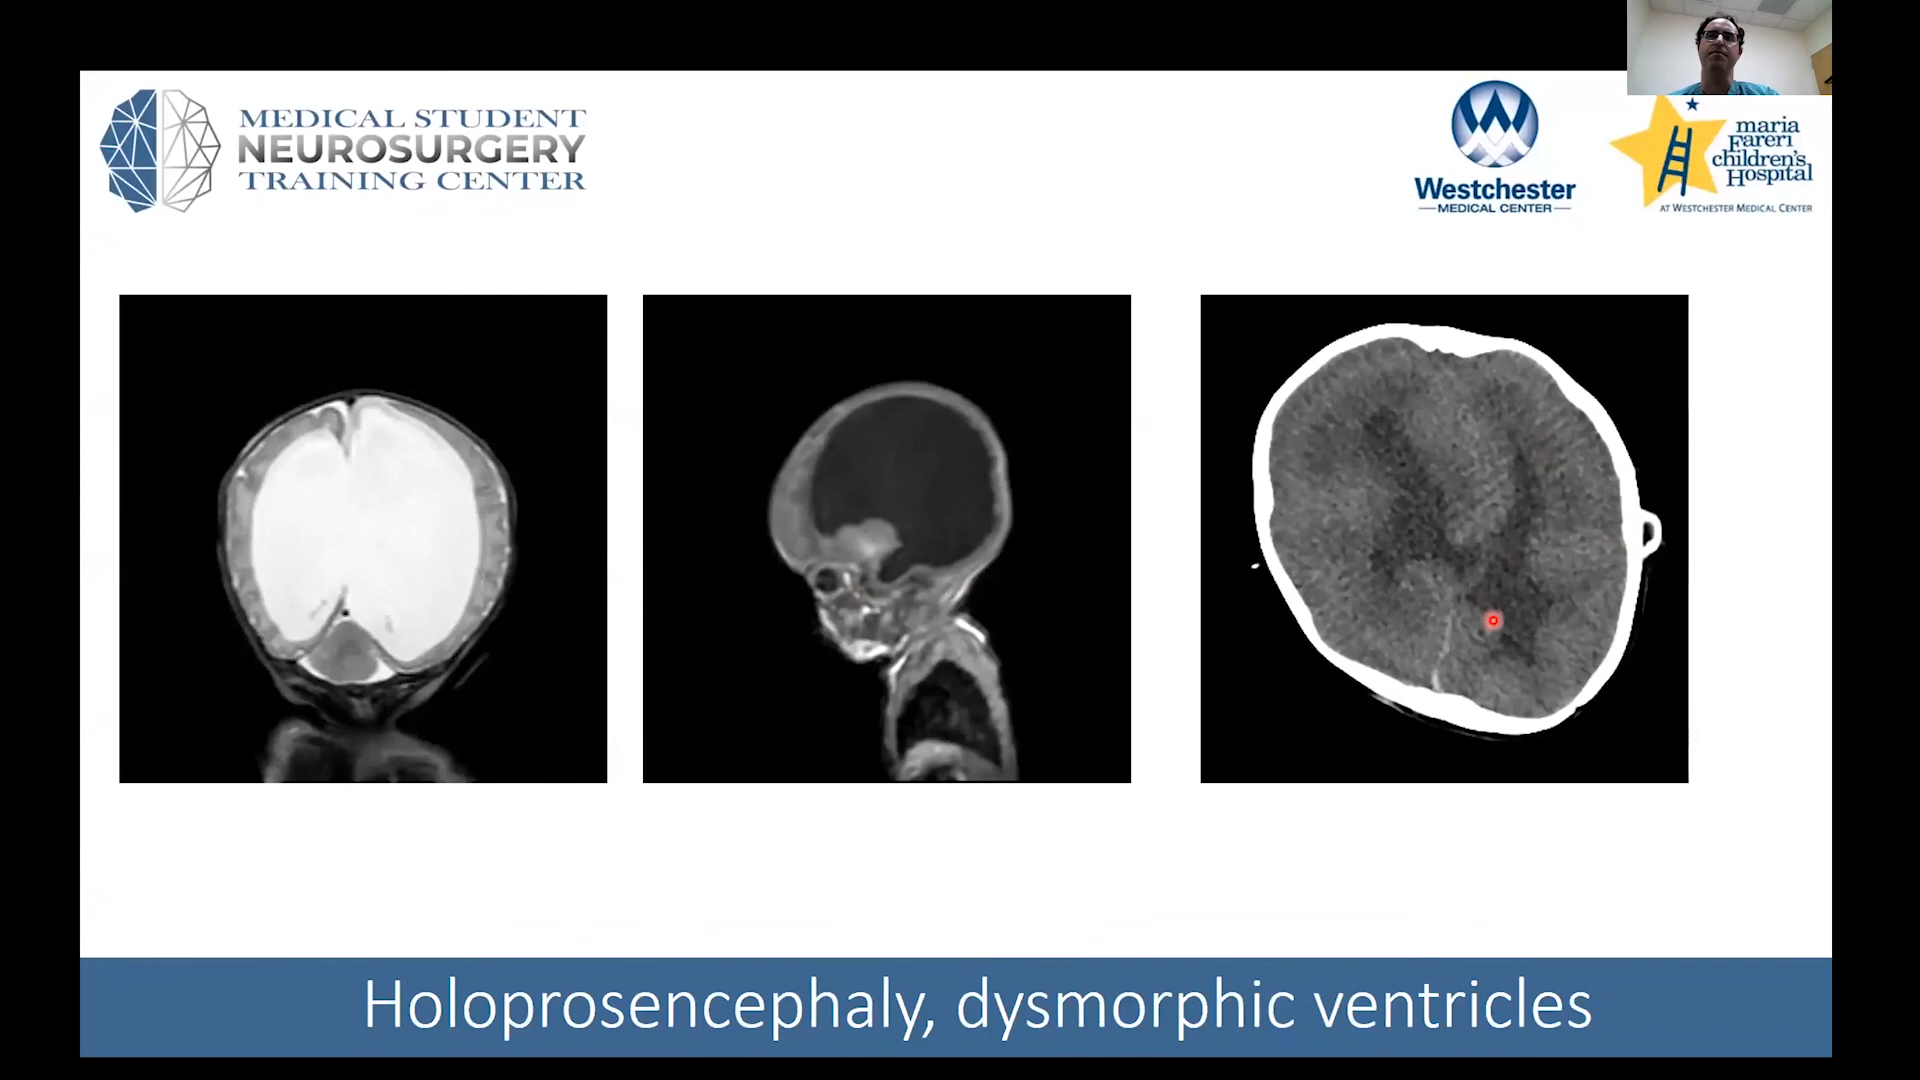 MEDICAL STUDENT
NEUROSURGERY
TRAINING CENTER
Westchester
MEDICAL CENTER
maria
Fareri
children's
Hospital
AT WESTCHESTER MEDICAL CENTER
Holoprosencephaly, dysmorphic ventricles